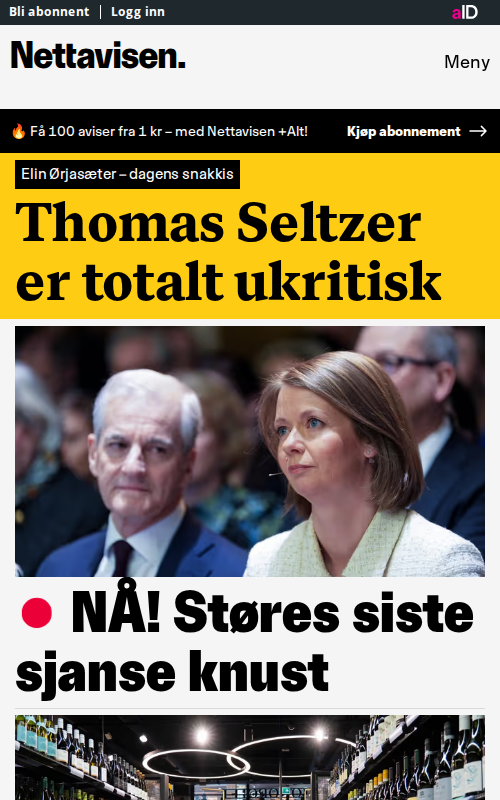 Bli abonnent | Logg inn
aID
Nettavisen.
Meny
🔥 Få 100 aviser fra 1 kr – med Nettavisen +Alt!
Kjøp abonnement →
Elin Ørjasæter – dagens snakkis
Thomas Seltzer
er totalt ukritisk
NÅ! Støres siste
sjanse knust